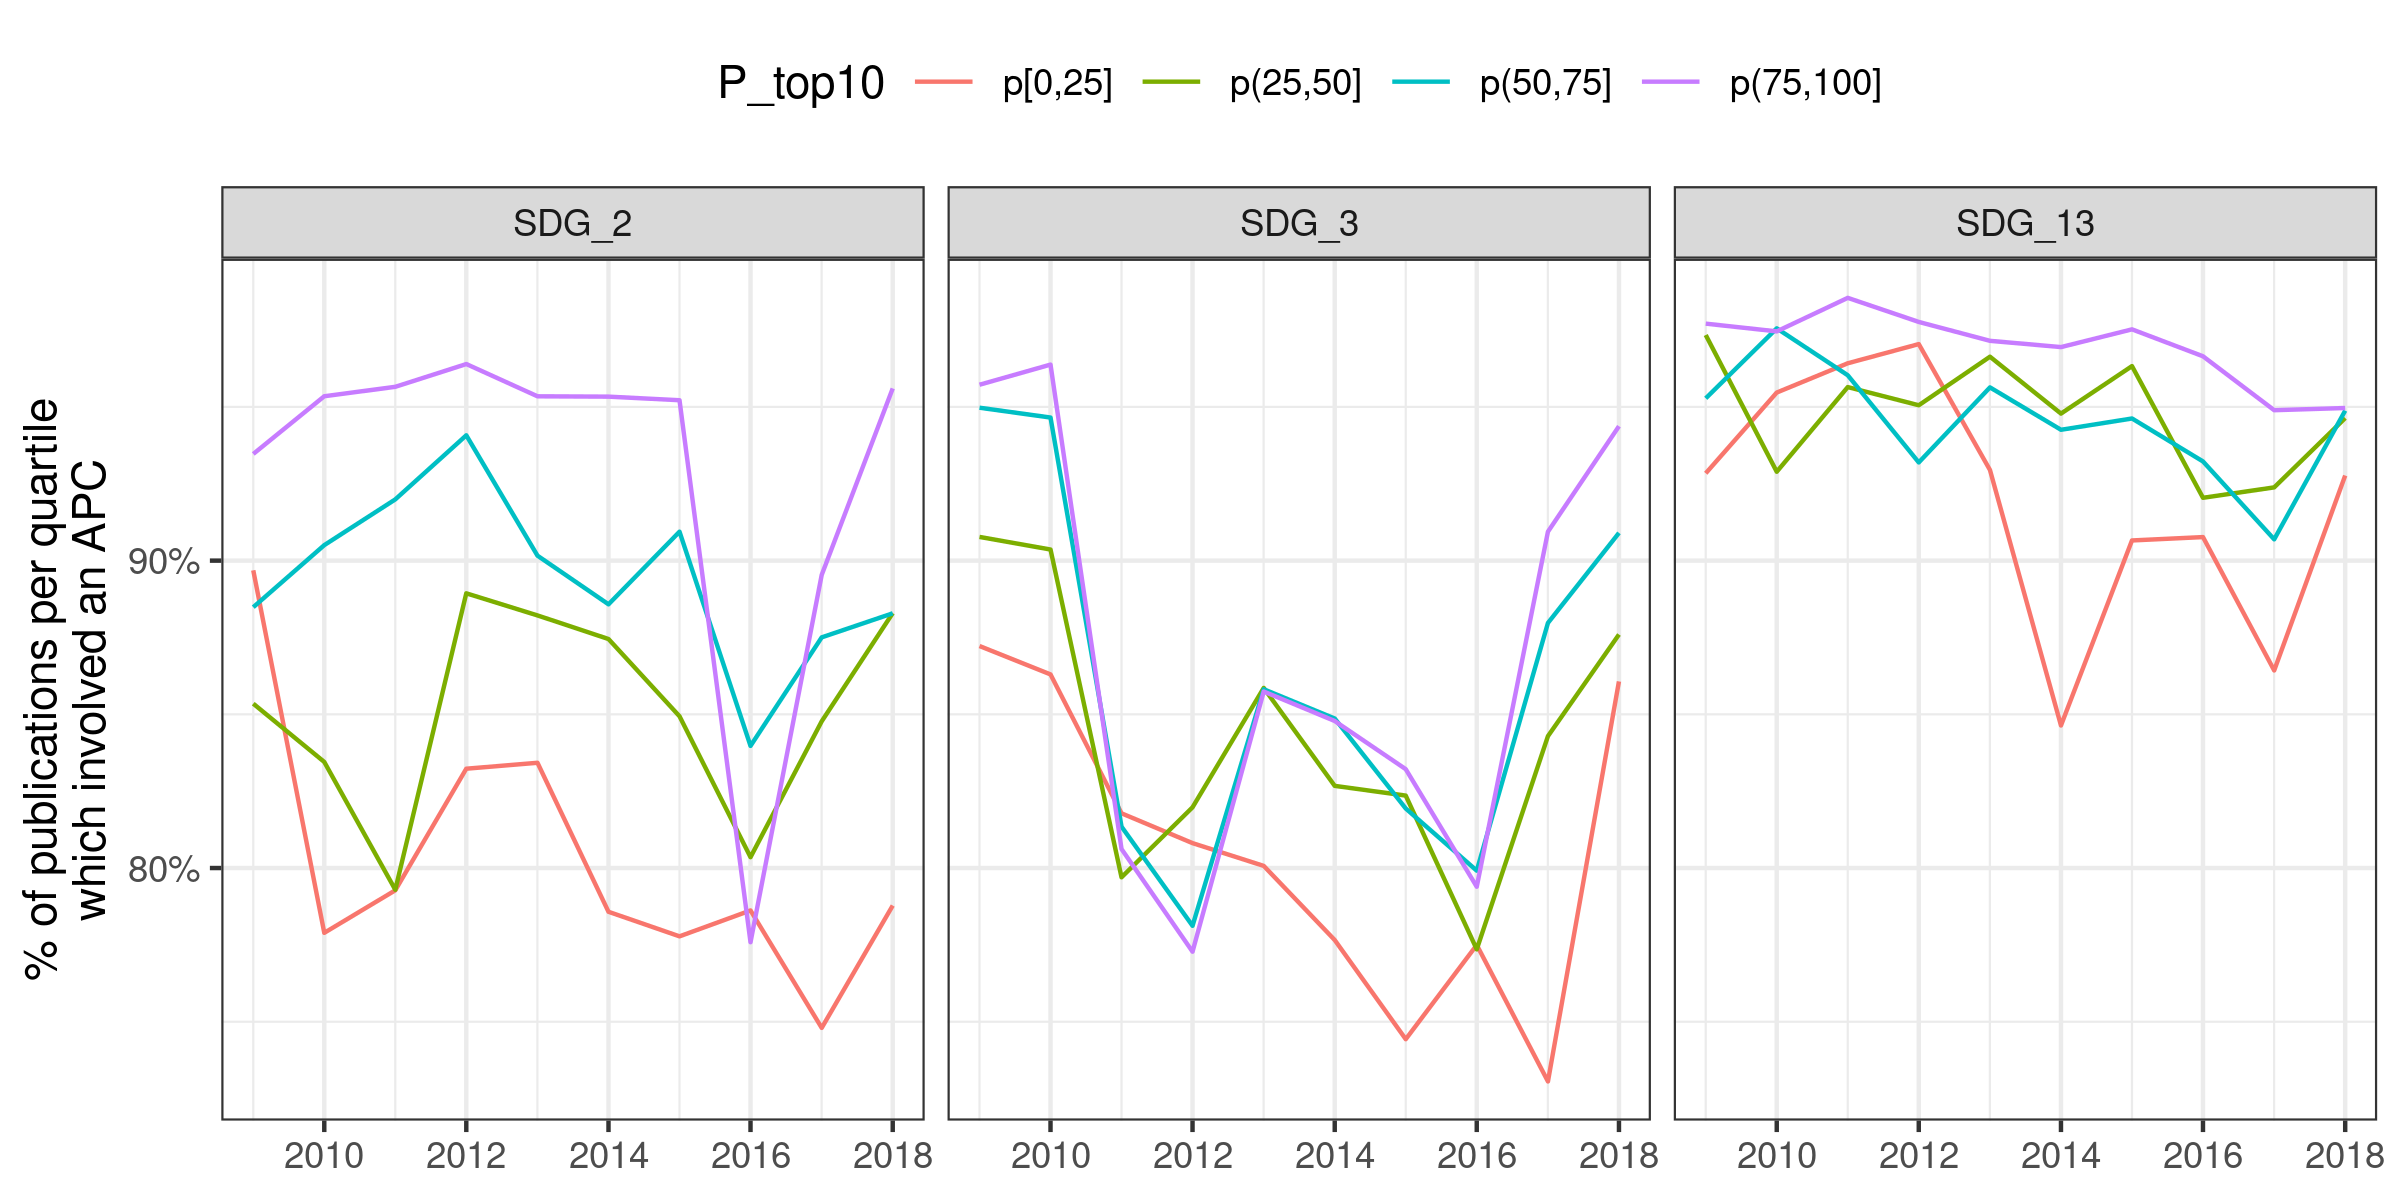 P_top10 p[0,25] p(25,50] p(50,75] p(75,100]
SDG_2 SDG_3 SDG_13
% of publications per quartile
which involved an APC
90%
80%
2010 2012 2014 2016 2018 2010 2012 2014 2016 2018 2010 2012 2014 2016 2018